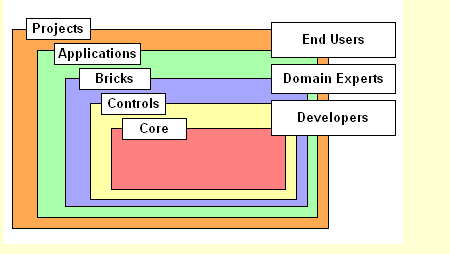 Projects
End Users
Applications
Domain Experts
Bricks
Controls
Developers
Core